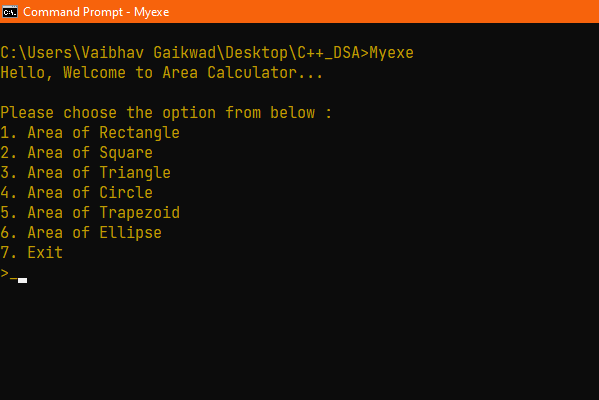 Command Prompt - Myexe
C:\Users\Vaibhav Gaikwad\Desktop\C++_DSA>Myexe
Hello, Welcome to Area Calculator...
Please choose the option from below :
1. Area of Rectangle
2. Area of Square
3. Area of Triangle
4. Area of Circle
5. Area of Trapezoid
6. Area of Ellipse
7. Exit
>_